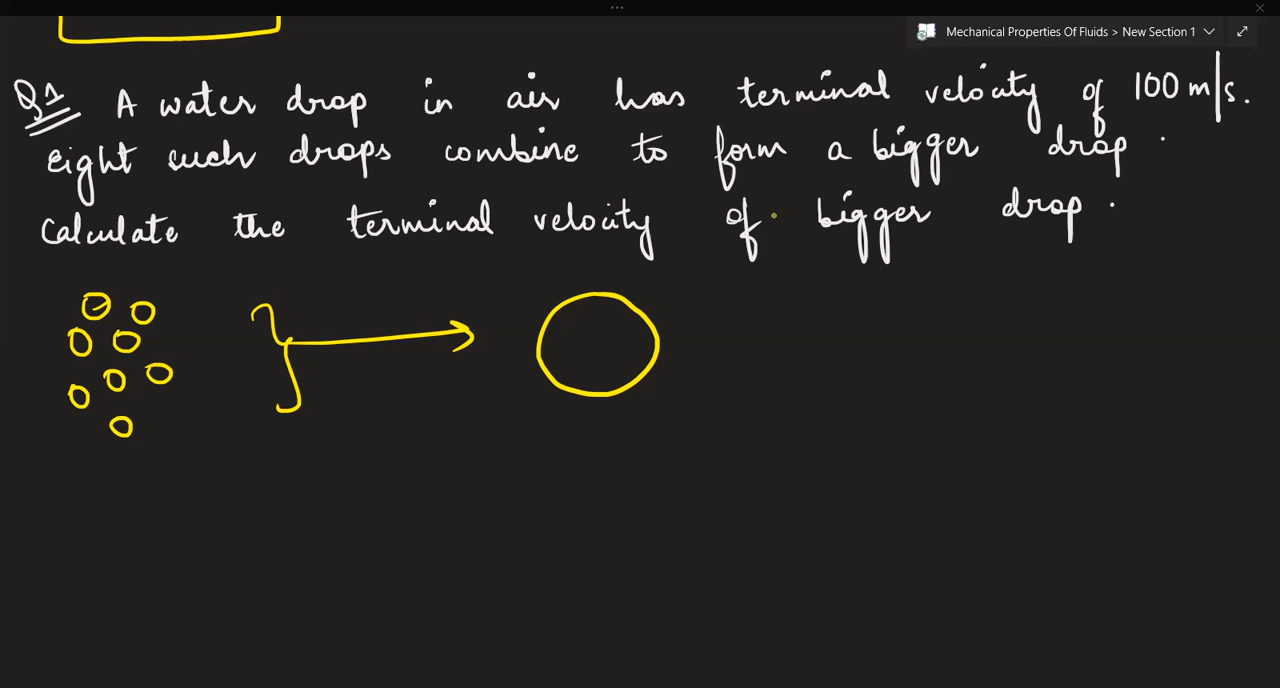 Mechanical Properties Of Fluids > New Section 1
Q1 A water drop in air has terminal velocity of 100 m/s.
eight such drops combine to form a bigger drop.
Calculate the terminal velocity of bigger drop.